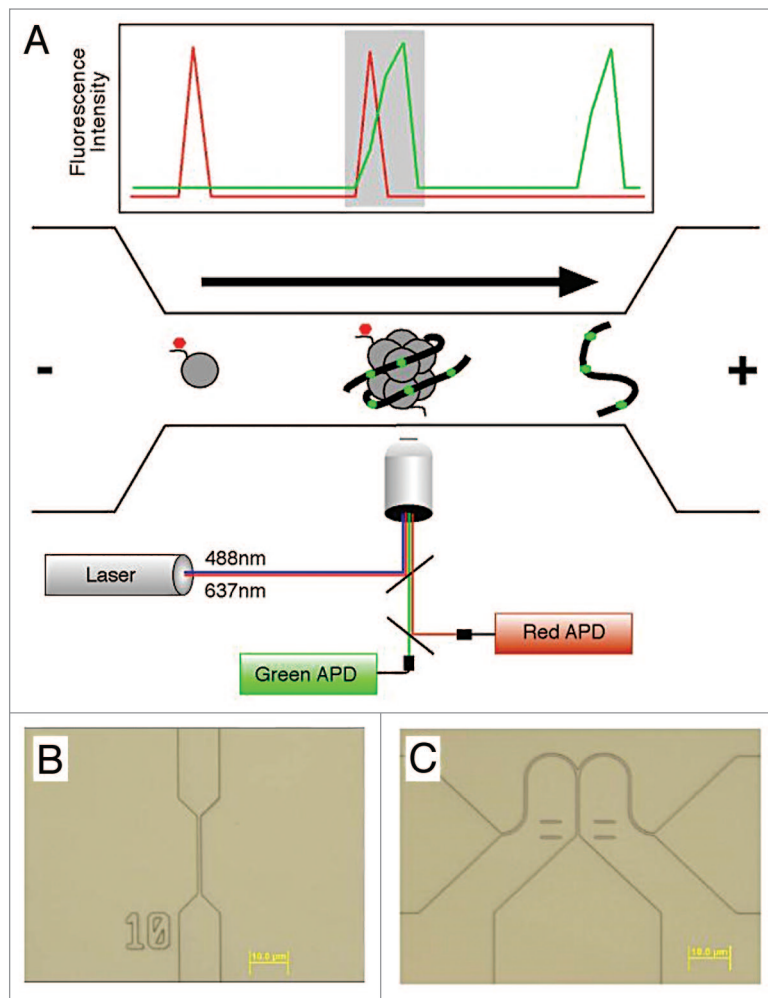 A
Fluorescence
Intensity
-
+
488nm
Laser
637nm
Red APD
Green APD
B
10
10.0 µm
C
10.0 µm